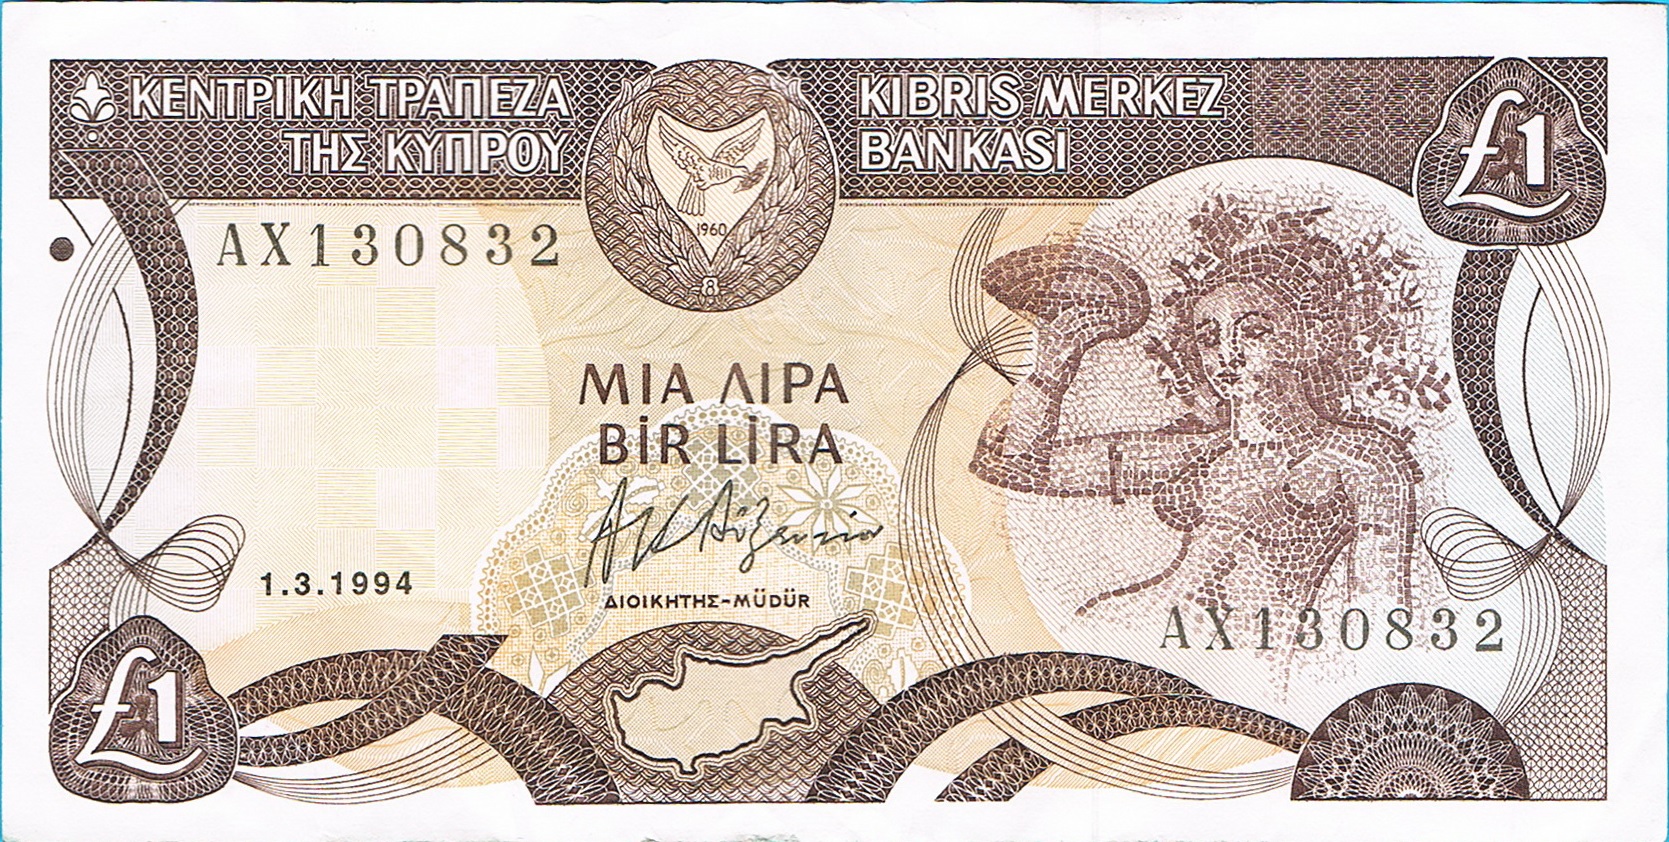 ΚΕΝΤΡΙΚΗ ΤΡΑΠΕΖΑ
ΤΗΣ ΚΥΠΡΟΥ
KIBRIS MERKEZ
BANKASI
£1
AX130832
1960
8
ΜΙΑ ΛΙΡΑ
BİR LİRA
1.3.1994
ΔΙΟΙΚΗΤΗΣ-MÜDÜR
AX130832
£1